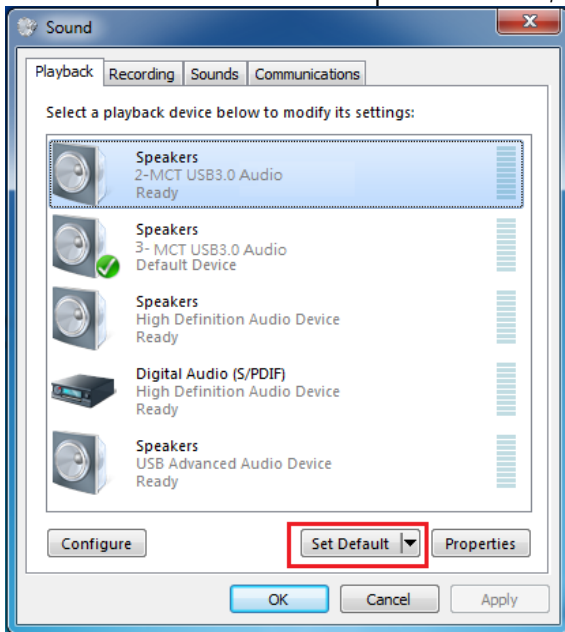 Sound
Playback Recording Sounds Communications
Select a playback device below to modify its settings:
Speakers
2-MCT USB3.0 Audio
Ready
Speakers
3- MCT USB3.0 Audio
Default Device
Speakers
High Definition Audio Device
Ready
Digital Audio (S/PDIF)
High Definition Audio Device
Ready
Speakers
USB Advanced Audio Device
Ready
Configure Set Default Properties
OK Cancel Apply